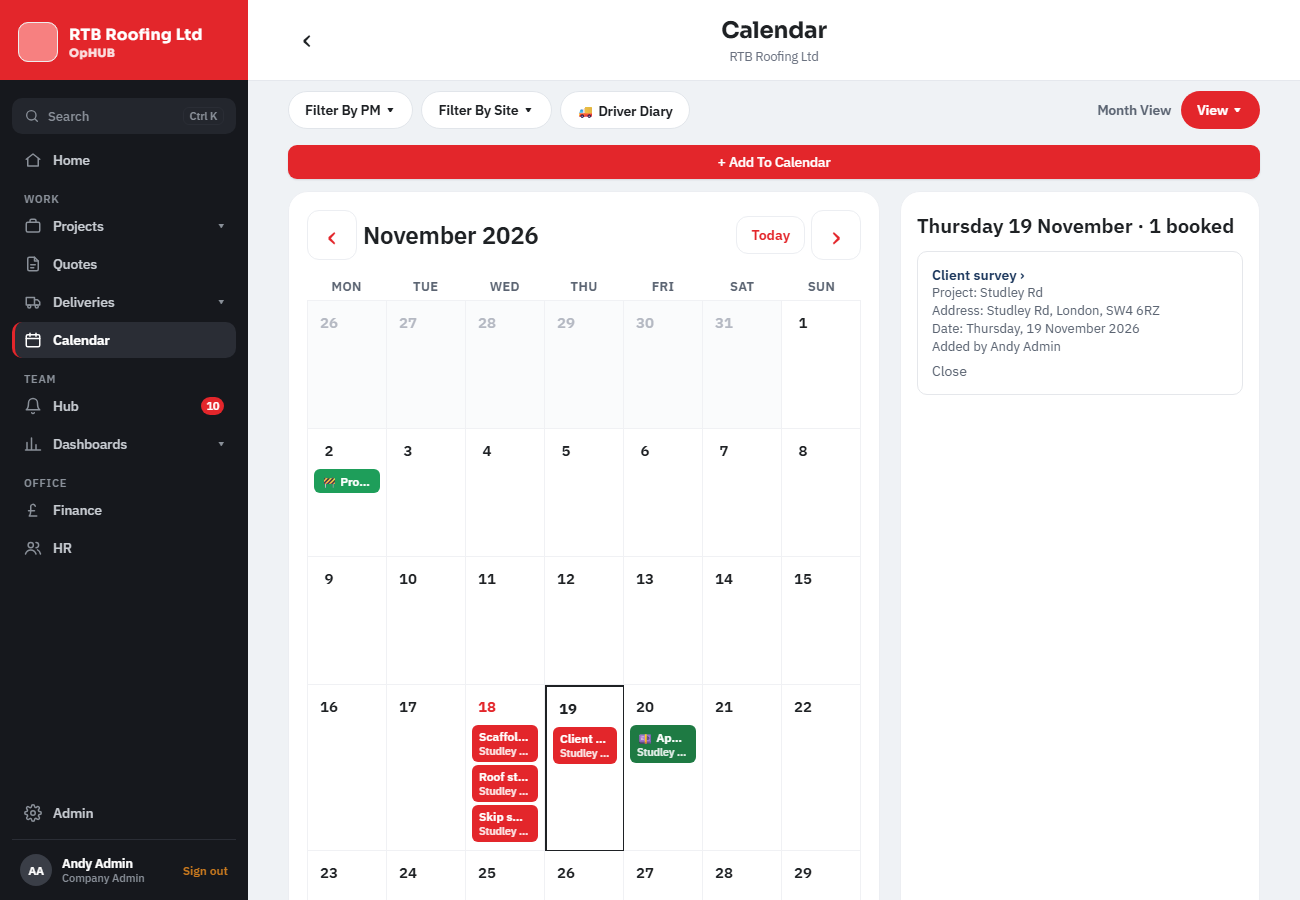 RTB Roofing Ltd
OpHUB
Search Ctrl K
Home
WORK
Projects
Quotes
Deliveries
Calendar
TEAM
Hub 10
Dashboards
OFFICE
Finance
HR
Admin
AA
Andy Admin
Company Admin
Sign out
Calendar
RTB Roofing Ltd
Filter By PM Filter By Site Driver Diary Month View View
+ Add To Calendar
November 2026 Today
MON TUE WED THU FRI SAT SUN
26 27 28 29 30 31 1
2 3 4 5 6 7 8
Pro...
9 10 11 12 13 14 15
16 17 18 19 20 21 22
Scaffol...
Studley ...
Roof st...
Studley ...
Skip s...
Studley ...
Client ...
Studley ...
Ap...
Studley ...
23 24 25 26 27 28 29
Thursday 19 November · 1 booked
Client survey ›
Project: Studley Rd
Address: Studley Rd, London, SW4 6RZ
Date: Thursday, 19 November 2026
Added by Andy Admin
Close